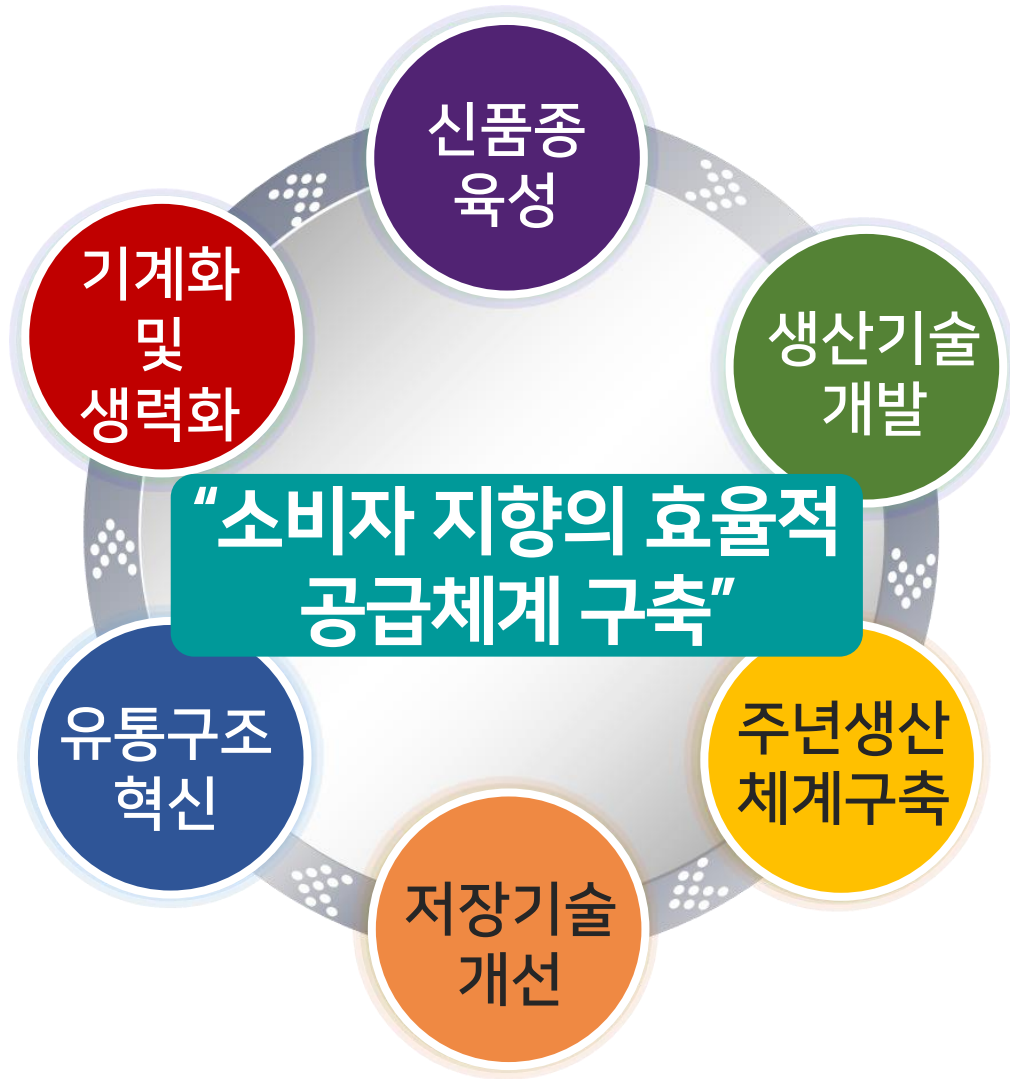 신품종
육성
생산기술
개발
주년생산
체계구축
저장기술
개선
유통구조
혁신
기계화
및
생력화
"소비자 지향의 효율적
공급체계 구축"